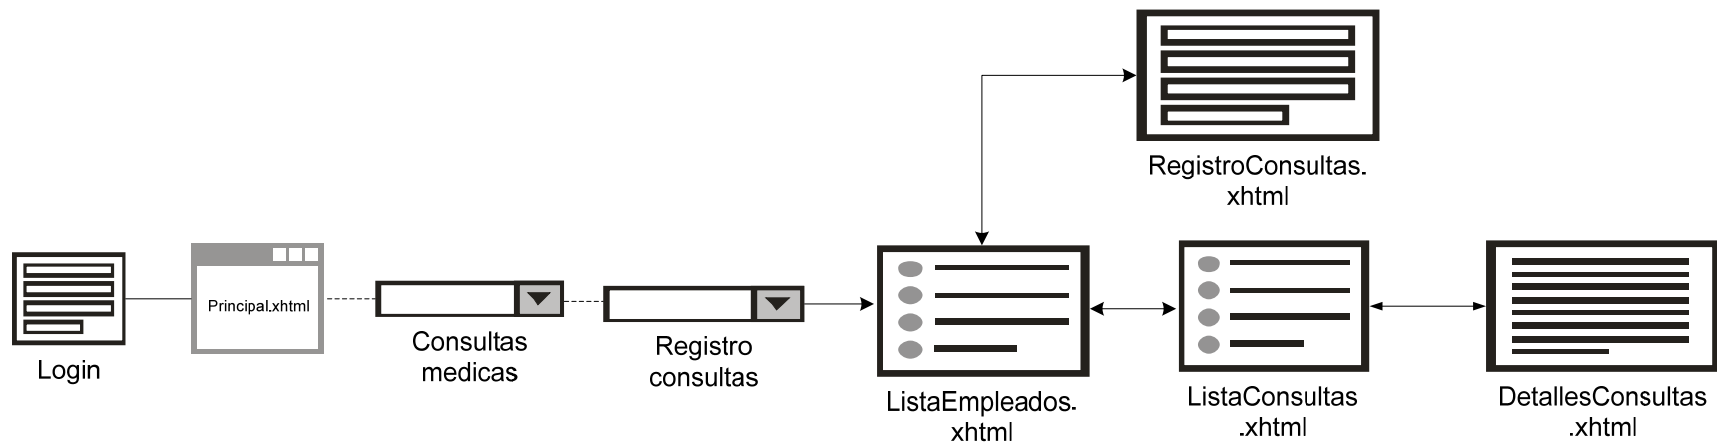 Login
Principal.xhtml
Consultas
medicas
Registro
consultas
ListaEmpleados.
xhtml
RegistroConsultas.
xhtml
ListaConsultas
.xhtml
DetallesConsultas
.xhtml